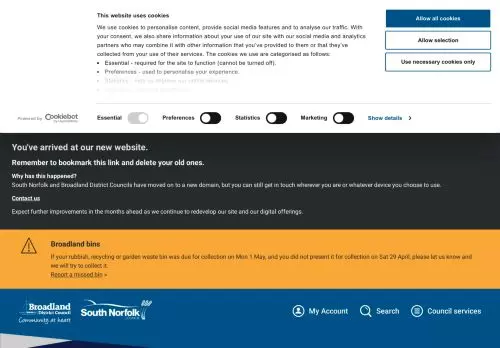 This website uses cookies
We use cookies to personalise content, provide social media features and to analyse our traffic. With
your consent, we also share information about your use of our site with our social media and analytics
partners who may combine it with other information that you've provided to them or that they've
collected from your use of their services. The cookies we use are categorised as follows:
• Essential - required for the site to function (cannot be turned off).
• Preferences - used to personalise your experience.
Allow all cookies
Allow selection
Use necessary cookies only
Powered by Cookiebot
Essential
Preferences
Statistics
Marketing
Show details
You've arrived at our new website.
Remember to bookmark this link and delete your old ones.
Why has this happened?
South Norfolk and Broadland District Councils have moved on to a new domain, but you can still get in touch wherever you are or whatever device you choose to use.
Contact us
Expect further improvements in the months ahead as we continue to redevelop our site and our digital offerings.
Broadland bins
If your rubbish, recycling or garden waste bin was due for collection on Mon 1 May, and you did not present it for collection on Sat 29 April, please let us know and
we will try to collect it.
Report a missed bin »
Broadland
District Council
Community at heart
South Norfolk
COUNCIL
My Account
Search
Council services